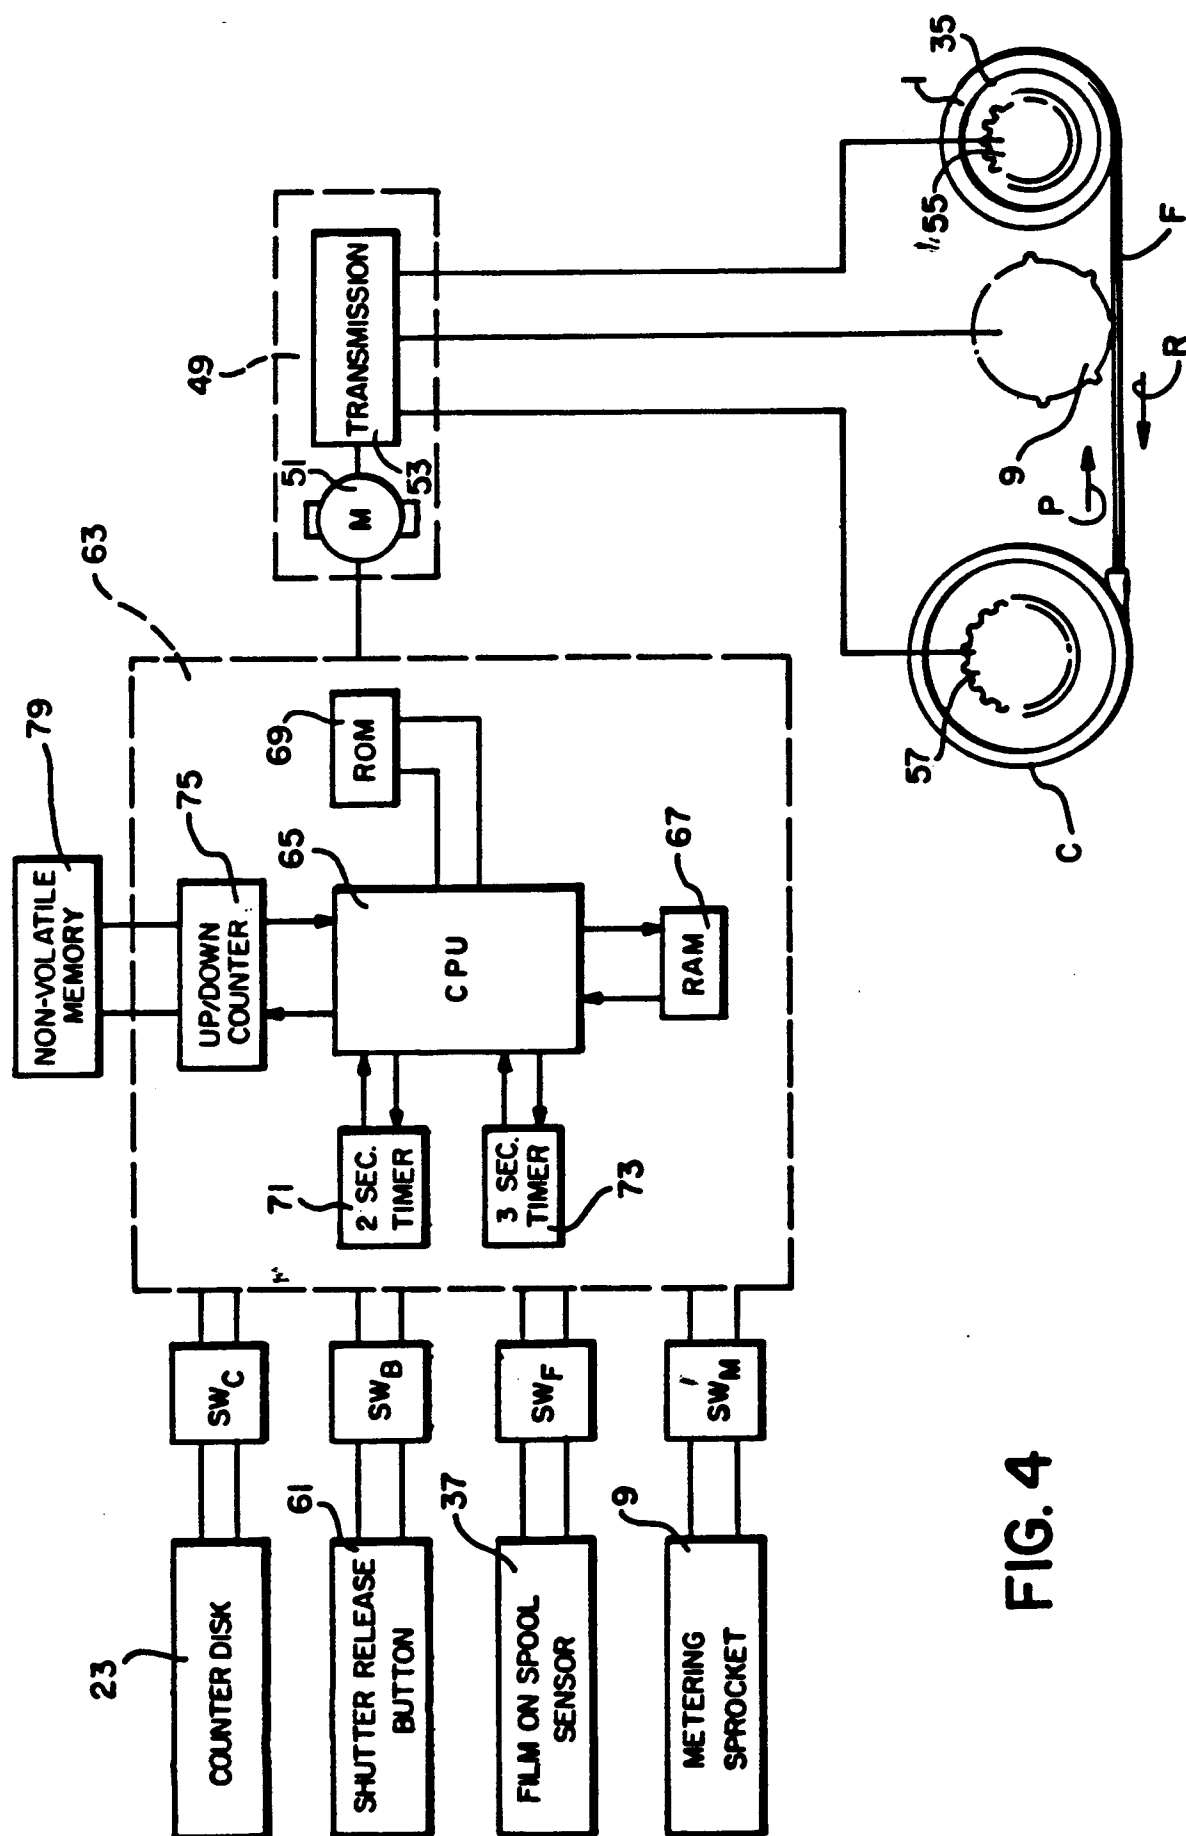 79
NON-VOLATILE
MEMORY
63
75
UP/DOWN
COUNTER
65
CPU
69
ROM
67
RAM
71
2 SEC.
TIMER
73
3 SEC.
TIMER
49
51
M
53
TRANSMISSION
23
COUNTER DISK
SWC
61
SHUTTER RELEASE
BUTTON
SWB
37
FILM ON SPOOL
SENSOR
SWF
9
METERING
SPROCKET
SWM
57
C
P
9
R
F
55
1
35
FIG. 4